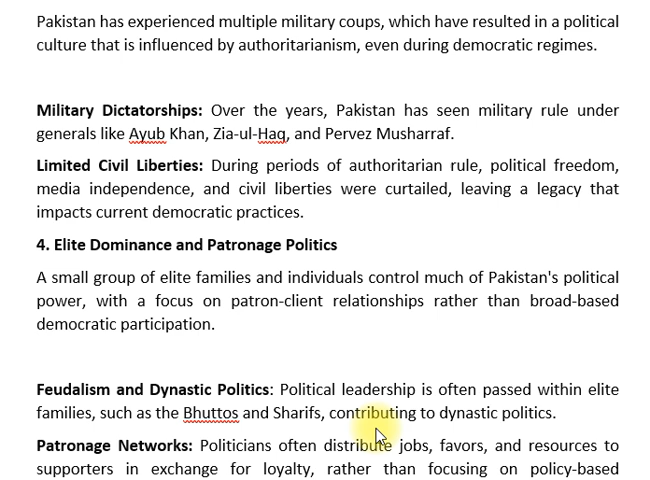 Pakistan has experienced multiple military coups, which have resulted in a political
culture that is influenced by authoritarianism, even during democratic regimes.
Military Dictatorships: Over the years, Pakistan has seen military rule under
generals like Ayub Khan, Zia-ul-Haq, and Pervez Musharraf.
Limited Civil Liberties: During periods of authoritarian rule, political freedom,
media independence, and civil liberties were curtailed, leaving a legacy that
impacts current democratic practices.
4. Elite Dominance and Patronage Politics
A small group of elite families and individuals control much of Pakistan's political
power, with a focus on patron-client relationships rather than broad-based
democratic participation.
Feudalism and Dynastic Politics: Political leadership is often passed within elite
families, such as the Bhuttos and Sharifs, contributing to dynastic politics.
Patronage Networks: Politicians often distribute jobs, favors, and resources to
supporters in exchange for loyalty, rather than focusing on policy-based